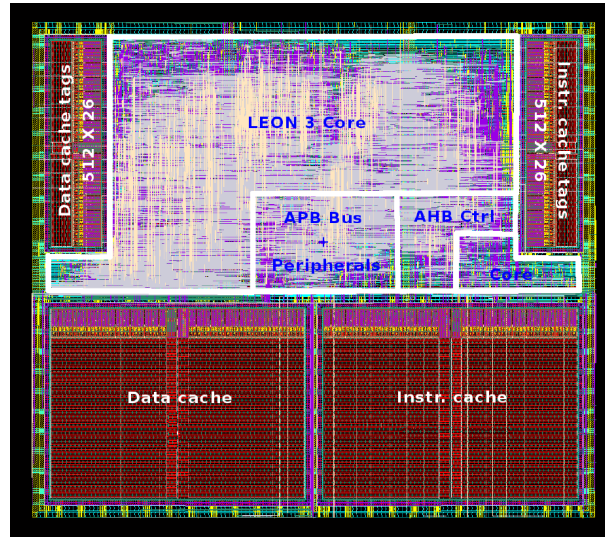 Data cache tags
512 X 26
LEON 3 Core
Instr. cache tags
512 X 26
APB Bus
+
Peripherals
AHB Ctrl
Core
Data cache
Instr. cache